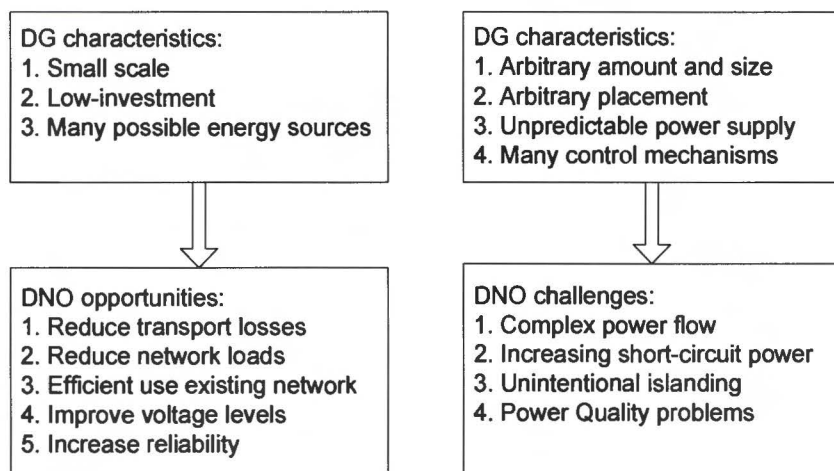 DG characteristics:
1. Small scale
2. Low-investment
3. Many possible energy sources
DNO opportunities:
1. Reduce transport losses
2. Reduce network loads
3. Efficient use existing network
4. Improve voltage levels
5. Increase reliability
DG characteristics:
1. Arbitrary amount and size
2. Arbitrary placement
3. Unpredictable power supply
4. Many control mechanisms
DNO challenges:
1. Complex power flow
2. Increasing short-circuit power
3. Unintentional islanding
4. Power Quality problems